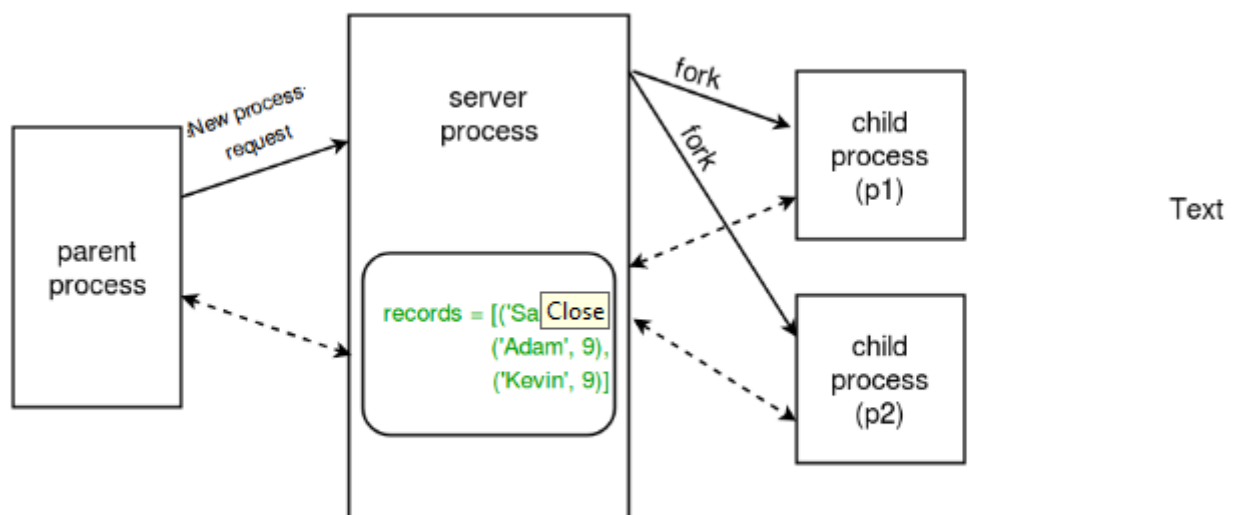 parent
process
:New process·
request
server
process
records = [('Sa
Close
('Adam', 9),
('Kevin', 9)]
fork
fork
child
process
(p1)
child
process
(p2)
Text